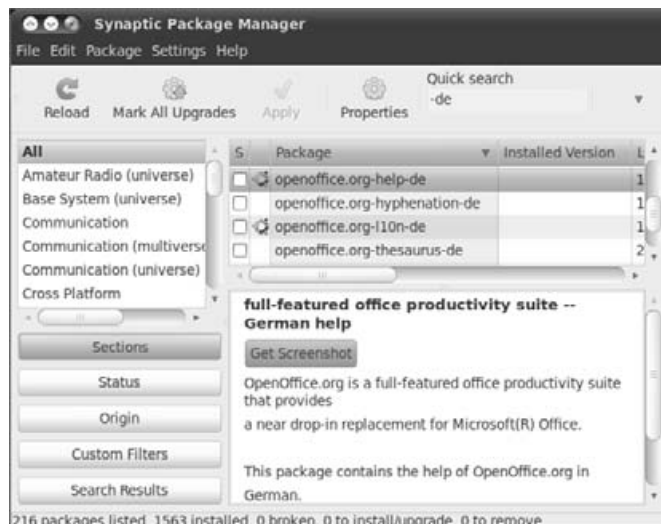 Synaptic Package Manager
File Edit Package Settings Help
Quick search
Reload Mark All Upgrades Apply Properties -de
All
Amateur Radio (universe)
Base System (universe)
Communication
Communication (multiverse
Communication (universe)
Cross Platform
S Package Installed Version L
openoffice.org-help-de 1
openoffice.org-hyphenation-de 1
openoffice.org-l10n-de 1
openoffice.org-thesaurus-de 2
Sections
Status
Origin
Custom Filters
Search Results
full-featured office productivity suite --
German help
Get Screenshot
OpenOffice.org is a full-featured office productivity suite
that provides
a near drop-in replacement for Microsoft(R) Office.
This package contains the help of OpenOffice.org in
German.
216 packages listed, 1563 installed, 0 broken, 0 to install/upgrade, 0 to remove